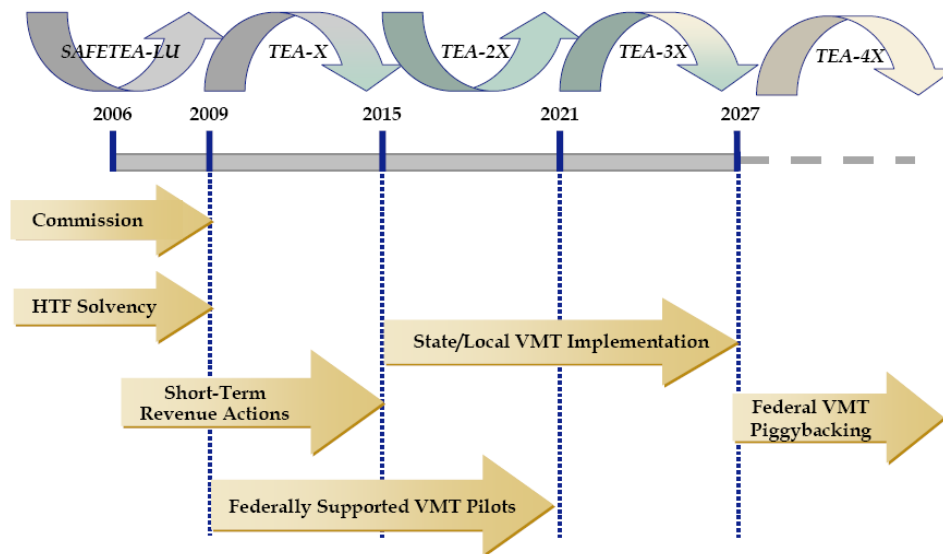 SAFETEA-LU
TEA-X
TEA-2X
TEA-3X
TEA-4X
2006
2009
2015
2021
2027
Commission
HTF Solvency
State/Local VMT Implementation
Short-Term
Revenue Actions
Federal VMT
Piggybacking
Federally Supported VMT Pilots